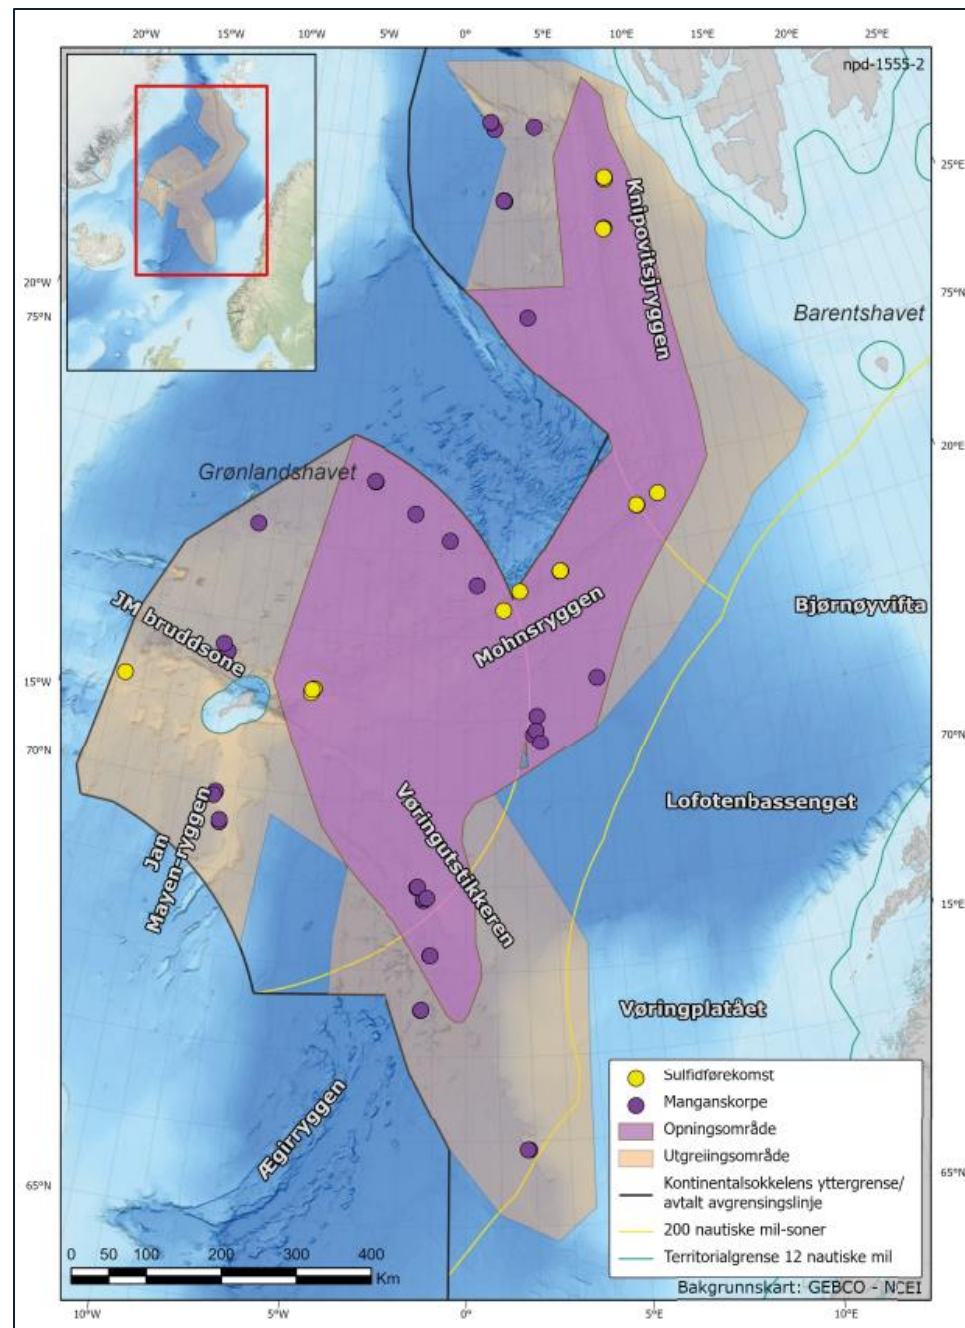 20°W 15°W 5°W 0° 5°E 10°E 20°E 25°E
npd-1555-2
25°E
Knipovitsjryggen
20°W
75°N
75°N
Barentshavet
20°E
Grønlandshavet
JM bruddsone
Mohnsryggen
Bjørnøyvifta
15°W
70°N
70°N
Lofotenbassenget
Vøringutstikkeren
Jan
Mayen-ryggen
15°E
Vøringplatået
Ægirryggen
65°N
65°N
Sulfidførekomst
Manganskorpe
Opningsområde
Utgreiingsområde
Kontinentalsokkelens yttergrense/
avtalt avgrensingslinje
200 nautiske mil-soner
Territorialgrense 12 nautiske mil
0 50 100 200 300 400
Km
Bakgrunnskart: GEBCO - NCEI
10°W 5°W 0° 5°E 10°E